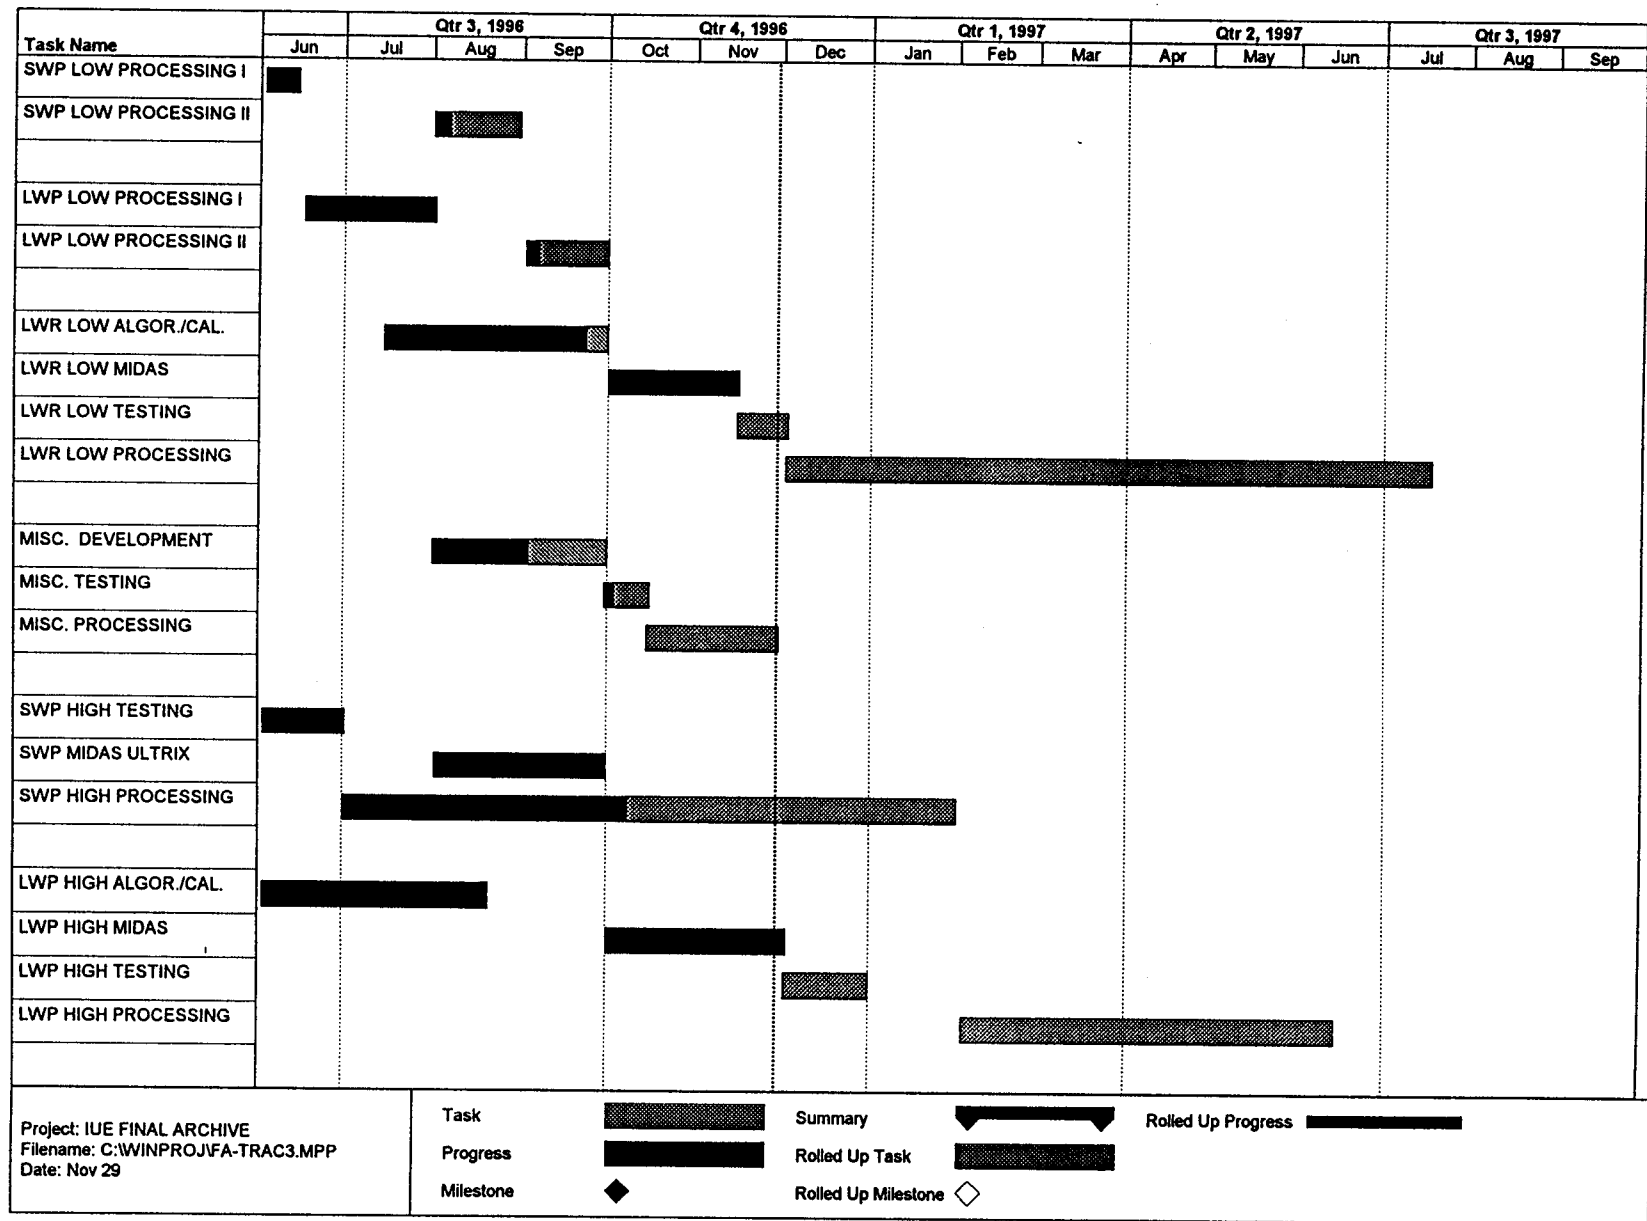 Qtr 3, 1996 Qtr 4, 1996 Qtr 1, 1997 Qtr 2, 1997 Qtr 3, 1997
Task Name Jun Jul Aug Sep Oct Nov Dec Jan Feb Mar Apr May Jun Jul Aug Sep
SWP LOW PROCESSING I
SWP LOW PROCESSING II
LWP LOW PROCESSING I
LWP LOW PROCESSING II
LWR LOW ALGOR./CAL.
LWR LOW MIDAS
LWR LOW TESTING
LWR LOW PROCESSING
MISC. DEVELOPMENT
MISC. TESTING
MISC. PROCESSING
SWP HIGH TESTING
SWP MIDAS ULTRIX
SWP HIGH PROCESSING
LWP HIGH ALGOR./CAL.
LWP HIGH MIDAS
LWP HIGH TESTING
LWP HIGH PROCESSING
Project: IUE FINAL ARCHIVE
Filename: C:\WINPROJ\FA-TRAC3.MPP
Date: Nov 29
Task Summary Rolled Up Progress
Progress Rolled Up Task
Milestone Rolled Up Milestone